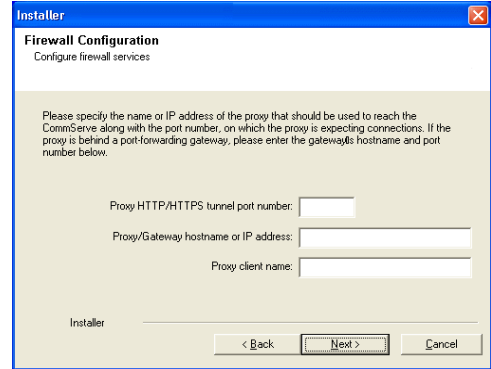 Installer
Firewall Configuration
Configure firewall services
Please specify the name or IP address of the proxy that should be used to reach the
CommServe along with the port number, on which the proxy is expecting connections. If the
proxy is behind a port-forwarding gateway, please enter the gateway's hostname and port
number below.
Proxy HTTP/HTTPS tunnel port number:
Proxy/Gateway hostname or IP address:
Proxy client name:
Installer
< Back
Next >
Cancel